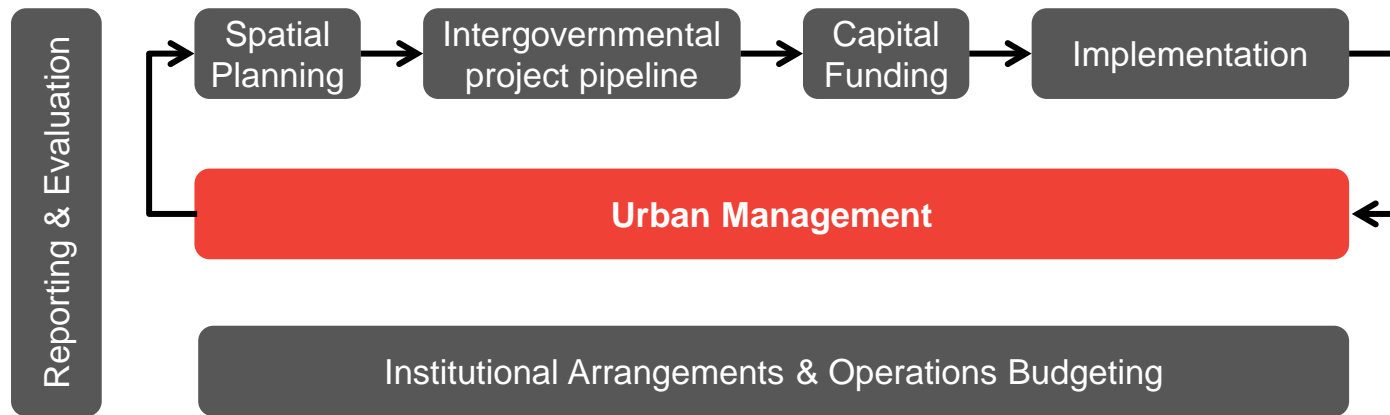 Reporting & Evaluation
Spatial
Planning
Intergovernmental
project pipeline
Capital
Funding
Implementation
Urban Management
Institutional Arrangements & Operations Budgeting